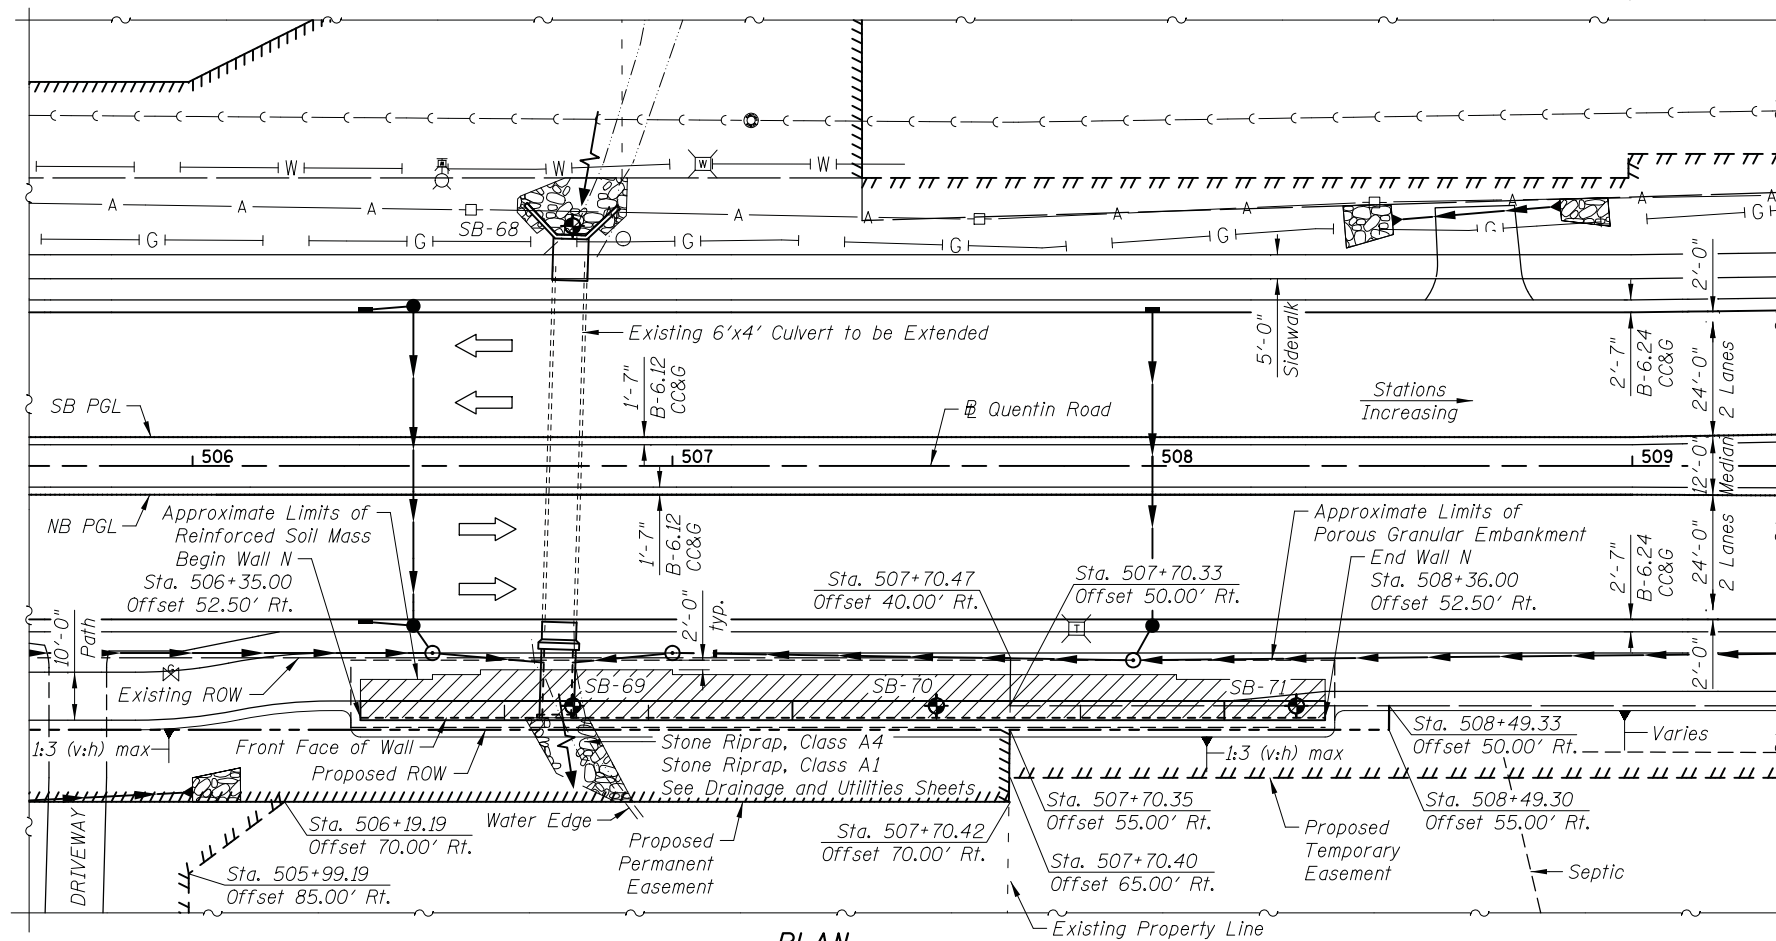 W
W
W
W
A
A
A
A
A
A
A
A
A
A
SB-68
G
G
G
G
G
G
G
Existing 6'x4' Culvert to be Extended
5'-0"
Sidewalk
2'-0"
2'-7"
B-6.24
CC&G
24'-0"
2 Lanes
1'-7"
B-6.12
CC&G
Stations
Increasing
SB PGL
℄ Quentin Road
506
507
508
509
12'-0"
Median
NB PGL
Approximate Limits of
Reinforced Soil Mass
Begin Wall N
Sta. 506+35.00
Offset 52.50' Rt.
1'-7"
B-6.12
CC&G
Approximate Limits of
Porous Granular Embankment
End Wall N
Sta. 508+36.00
Offset 52.50' Rt.
Sta. 507+70.47
Offset 40.00' Rt.
Sta. 507+70.33
Offset 50.00' Rt.
2'-7"
B-6.24
CC&G
24'-0"
2 Lanes
10'-0"
Path
2'-0"
typ.
T
2'-0"
G
Existing ROW
SB-69
SB-70
SB-71
1:3 (v:h) max
Front Face of Wall
Proposed ROW
Stone Riprap, Class A4
Stone Riprap, Class A1
See Drainage and Utilities Sheets
1:3 (v:h) max
Sta. 508+49.33
Offset 50.00' Rt.
Varies
DRIVEWAY
Sta. 506+19.19
Offset 70.00' Rt.
Water Edge
Proposed
Permanent
Easement
Sta. 507+70.42
Offset 70.00' Rt.
Sta. 507+70.35
Offset 55.00' Rt.
Sta. 507+70.40
Offset 65.00' Rt.
Proposed
Temporary
Easement
Sta. 508+49.30
Offset 55.00' Rt.
Septic
Sta. 505+99.19
Offset 85.00' Rt.
Existing Property Line
PLAN